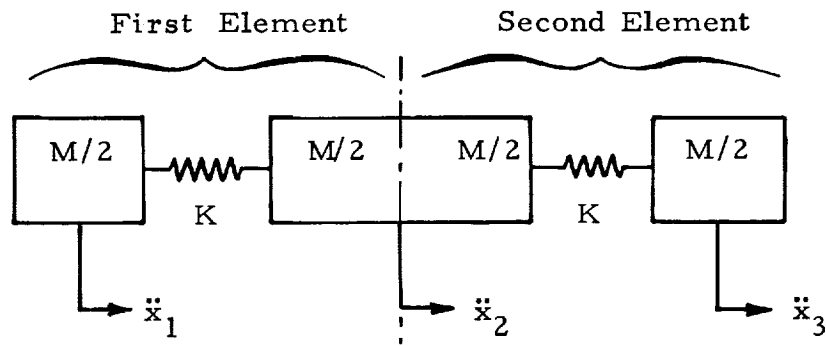 First Element Second Element
M/2 M/2 M/2 M/2
K K
ẍ₁ ẍ₂ ẍ₃